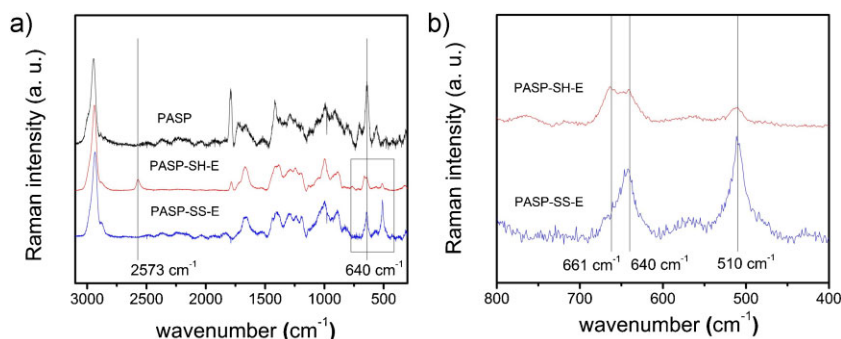 a)
Raman intensity (a. u.)
PASP
PASP-SH-E
PASP-SS-E
2573 cm⁻¹
640 cm⁻¹
3100
2500
2000
1500
1000
500
wavenumber (cm⁻¹)
b)
Raman intensity (a. u.)
PASP-SH-E
PASP-SS-E
661 cm⁻¹
640 cm⁻¹
510 cm⁻¹
800
700
600
500
400
wavenumber (cm⁻¹)